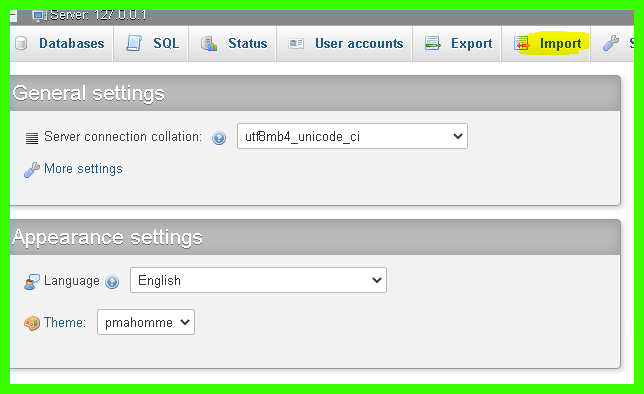 Server: 127.0.0.1
Databases SQL Status User accounts Export Import
General settings
Server connection collation: utf8mb4_unicode_ci
More settings
Appearance settings
Language English
Theme: pmahomme